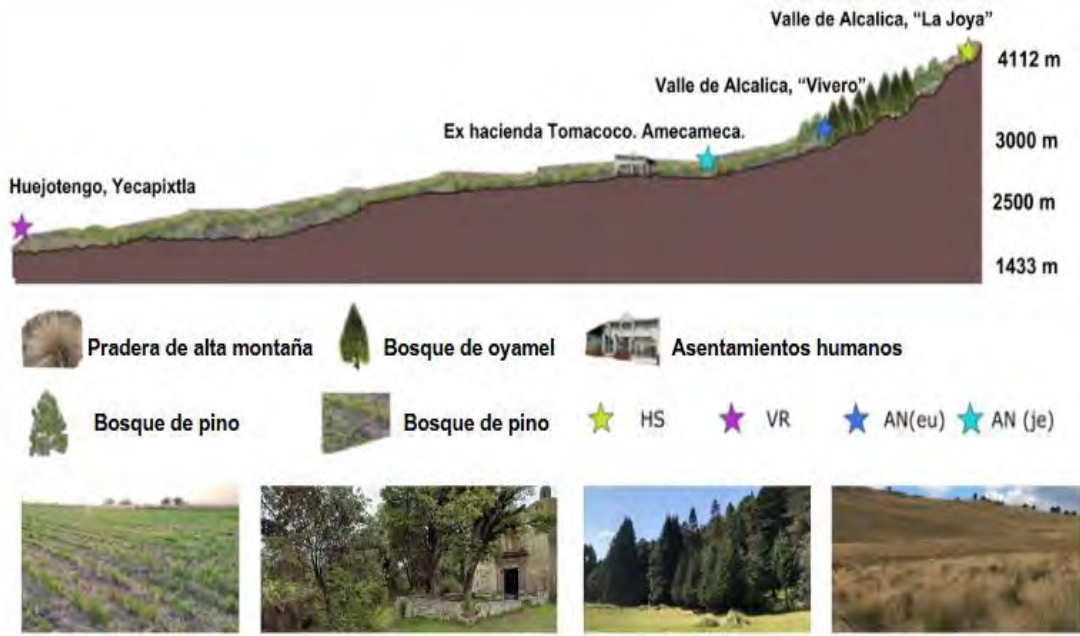 Valle de Alcalica, “La Joya”
4112 m
Valle de Alcalica, “Vivero”
Ex hacienda Tomacoco. Amecameca.
3000 m
Huejotengo, Yecapixtla
2500 m
1433 m
Pradera de alta montaña
Bosque de oyamel
Asentamientos humanos
Bosque de pino
Bosque de pino
HS
VR
AN(eu)
AN (je)